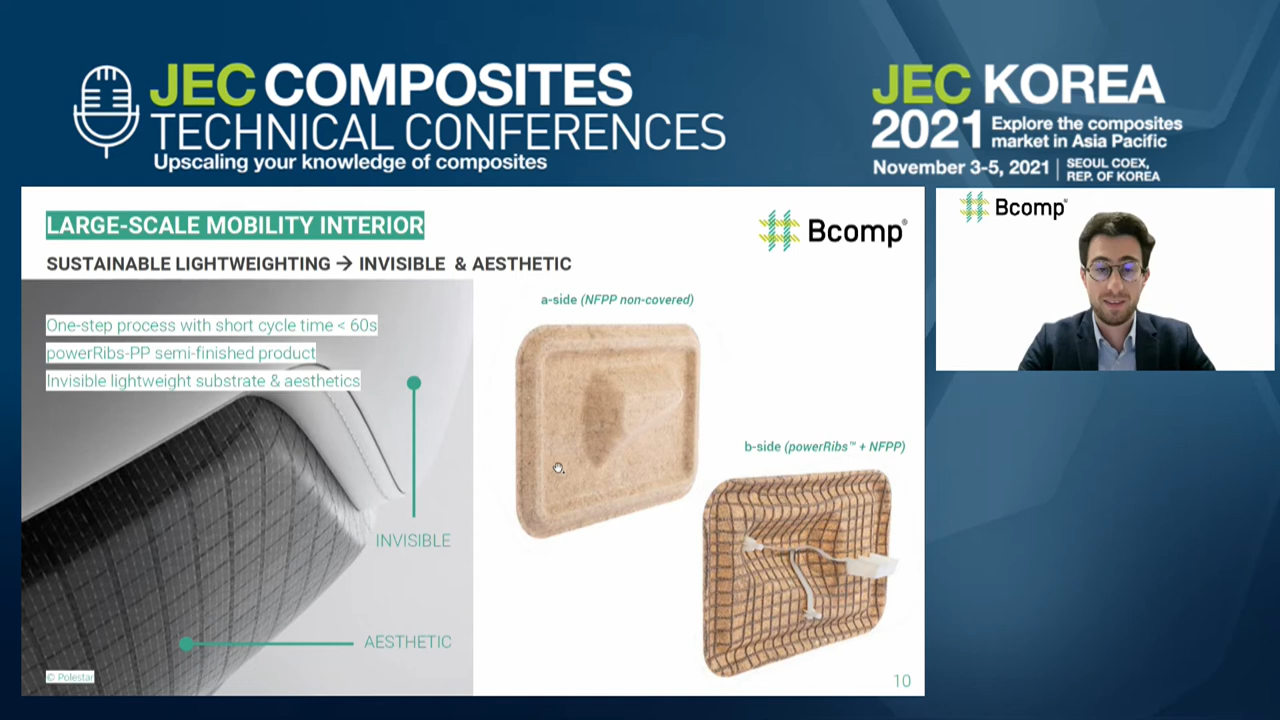 JEC COMPOSITES
TECHNICAL CONFERENCES
Upscaling your knowledge of composites
JEC KOREA
2021 Explore the composites
market in Asia Pacific
November 3-5, 2021 | SEOUL COEX,
REP. OF KOREA
LARGE-SCALE MOBILITY INTERIOR
SUSTAINABLE LIGHTWEIGHTING → INVISIBLE & AESTHETIC
Bcomp®
Bcomp®
One-step process with short cycle time < 60s
powerRibs-PP semi-finished product
Invisible lightweight substrate & aesthetics
INVISIBLE
AESTHETIC
© Polestar
a-side (NFPP non-covered)
b-side (powerRibs™ + NFPP)
10